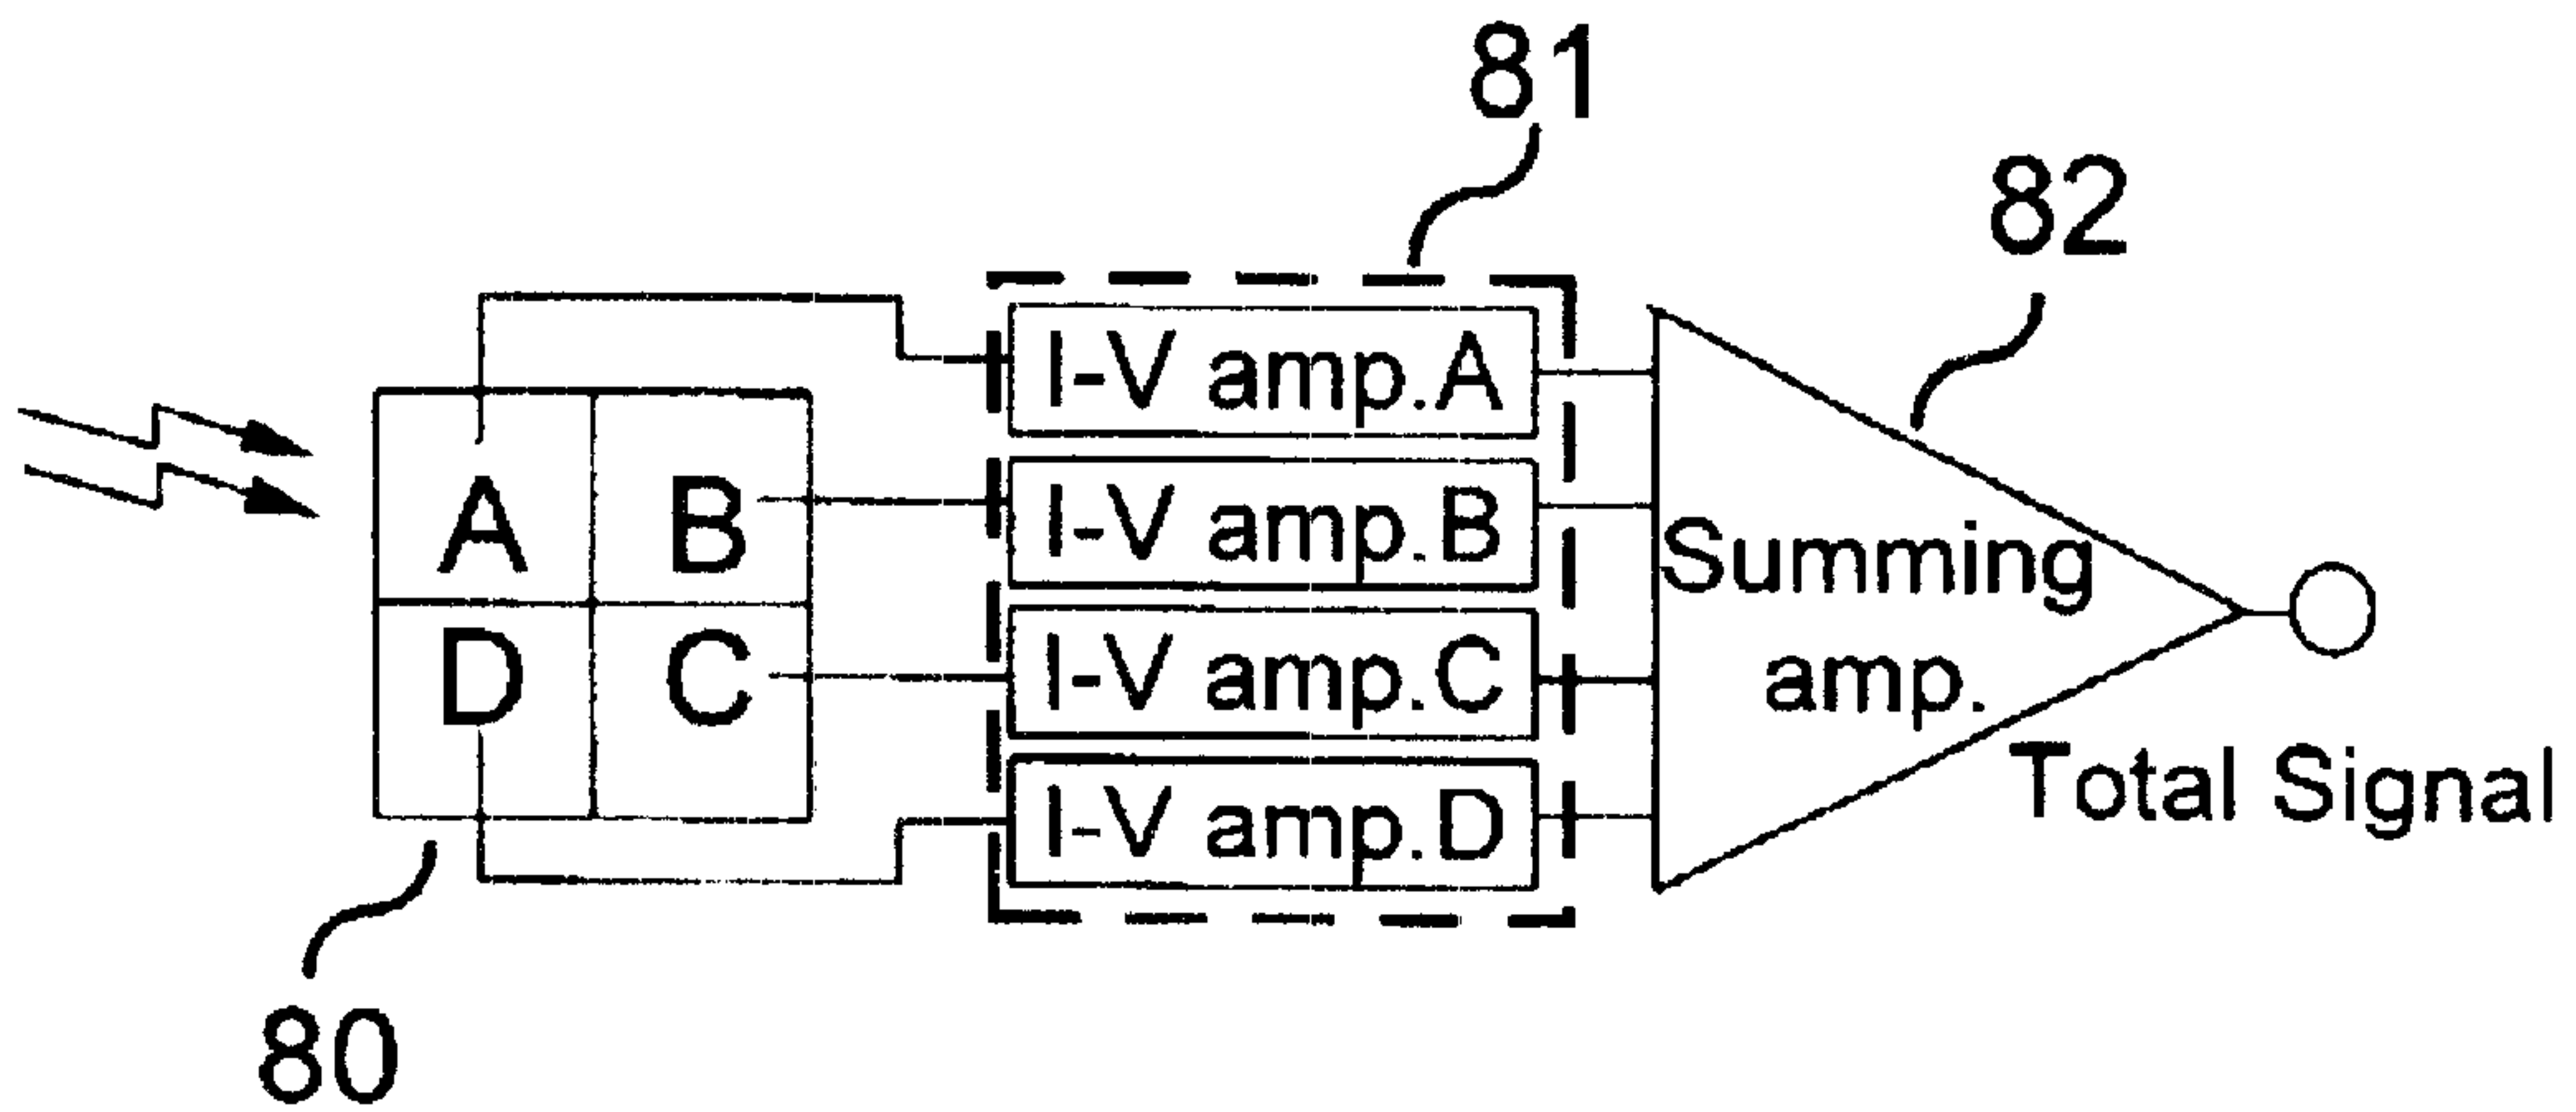 81
82
I-V amp.A
A B
I-V amp.B
Summing
amp.
D C
I-V amp.C
Total Signal
I-V amp.D
80